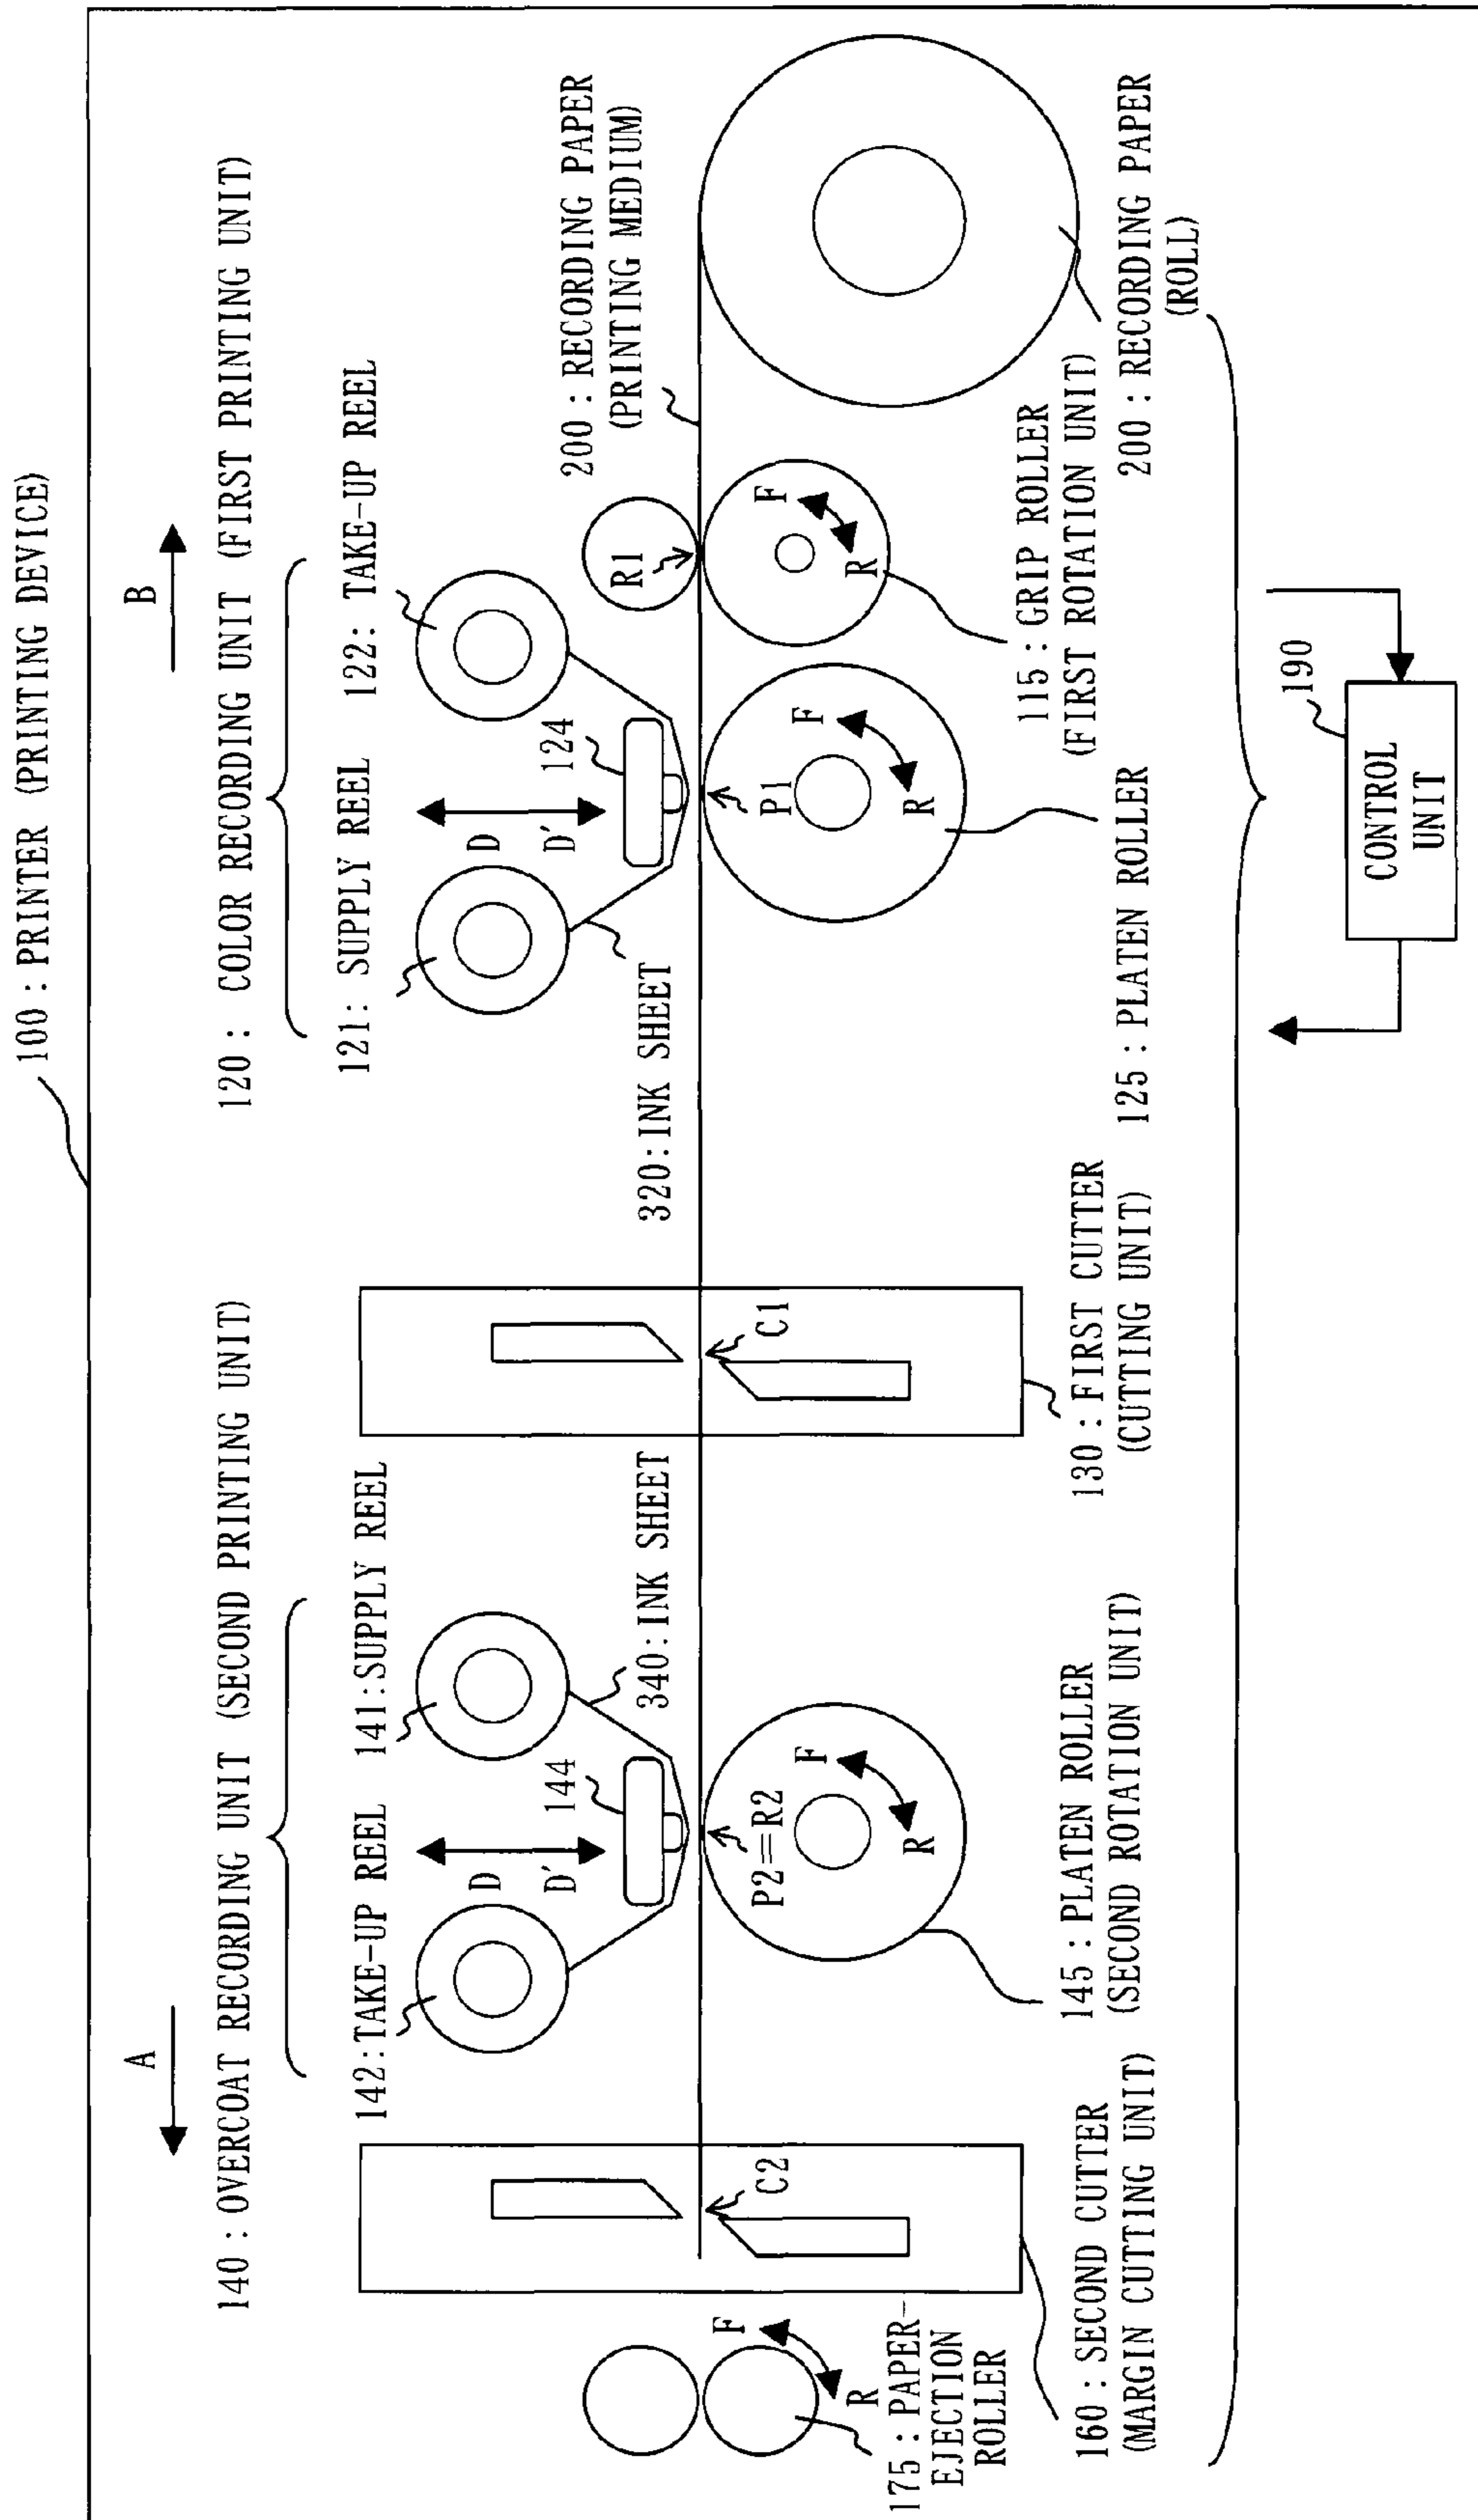 100 : PRINTER (PRINTING DEVICE)
A
B
140 : OVERCOAT RECORDING UNIT (SECOND PRINTING UNIT)
120 : COLOR RECORDING UNIT (FIRST PRINTING UNIT)
142:TAKE-UP REEL
141:SUPPLY REEL
121: SUPPLY REEL
122: TAKE-UP REEL
D
D'
144
D
D'
124
340:INK SHEET
320:INK SHEET
200 : RECORDING PAPER
(PRINTING MEDIUM)
R1
C2
P2==R2
C1
P1
F
R
F
R
F
R
F
R
175 : PAPER-
EJECTION
ROLLER
160 : SECOND CUTTER
(MARGIN CUTTING UNIT)
145 : PLATEN ROLLER
(SECOND ROTATION UNIT)
130 : FIRST CUTTER
(CUTTING UNIT)
125 : PLATEN ROLLER
115 : GRIP ROLLER
(FIRST ROTATION UNIT)
200 : RECORDING PAPER
(ROLL)
190
CONTROL
UNIT